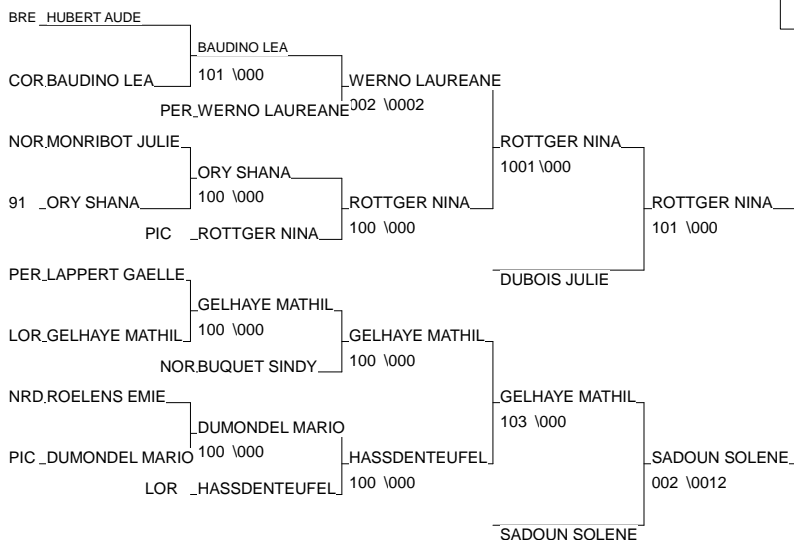 BRE HUBERT AUDE
BAUDINO LEA
COR BAUDINO LEA
101 \000
WERNO LAUREANE
PER WERNO LAUREANE
002 \0002
NOR MONRIBOT JULIE
ROTTGER NINA
1001 \000
ORY SHANA
91 ORY SHANA
100 \000
ROTTGER NINA
ROTTGER NINA
PIC ROTTGER NINA
100 \000
101 \000
PER LAPPERT GAELLE
DUBOIS JULIE
GELHAYE MATHIL
LOR GELHAYE MATHIL
100 \000
GELHAYE MATHIL
NOR BUQUET SINDY
100 \000
NRD ROELENS EMIE
GELHAYE MATHIL
103 \000
DUMONDEL MARIO
PIC DUMONDEL MARIO
100 \000
HASSDENTEUFEL
SADOUN SOLENE
LOR HASSDENTEUFEL
100 \000
002 \0012
SADOUN SOLENE